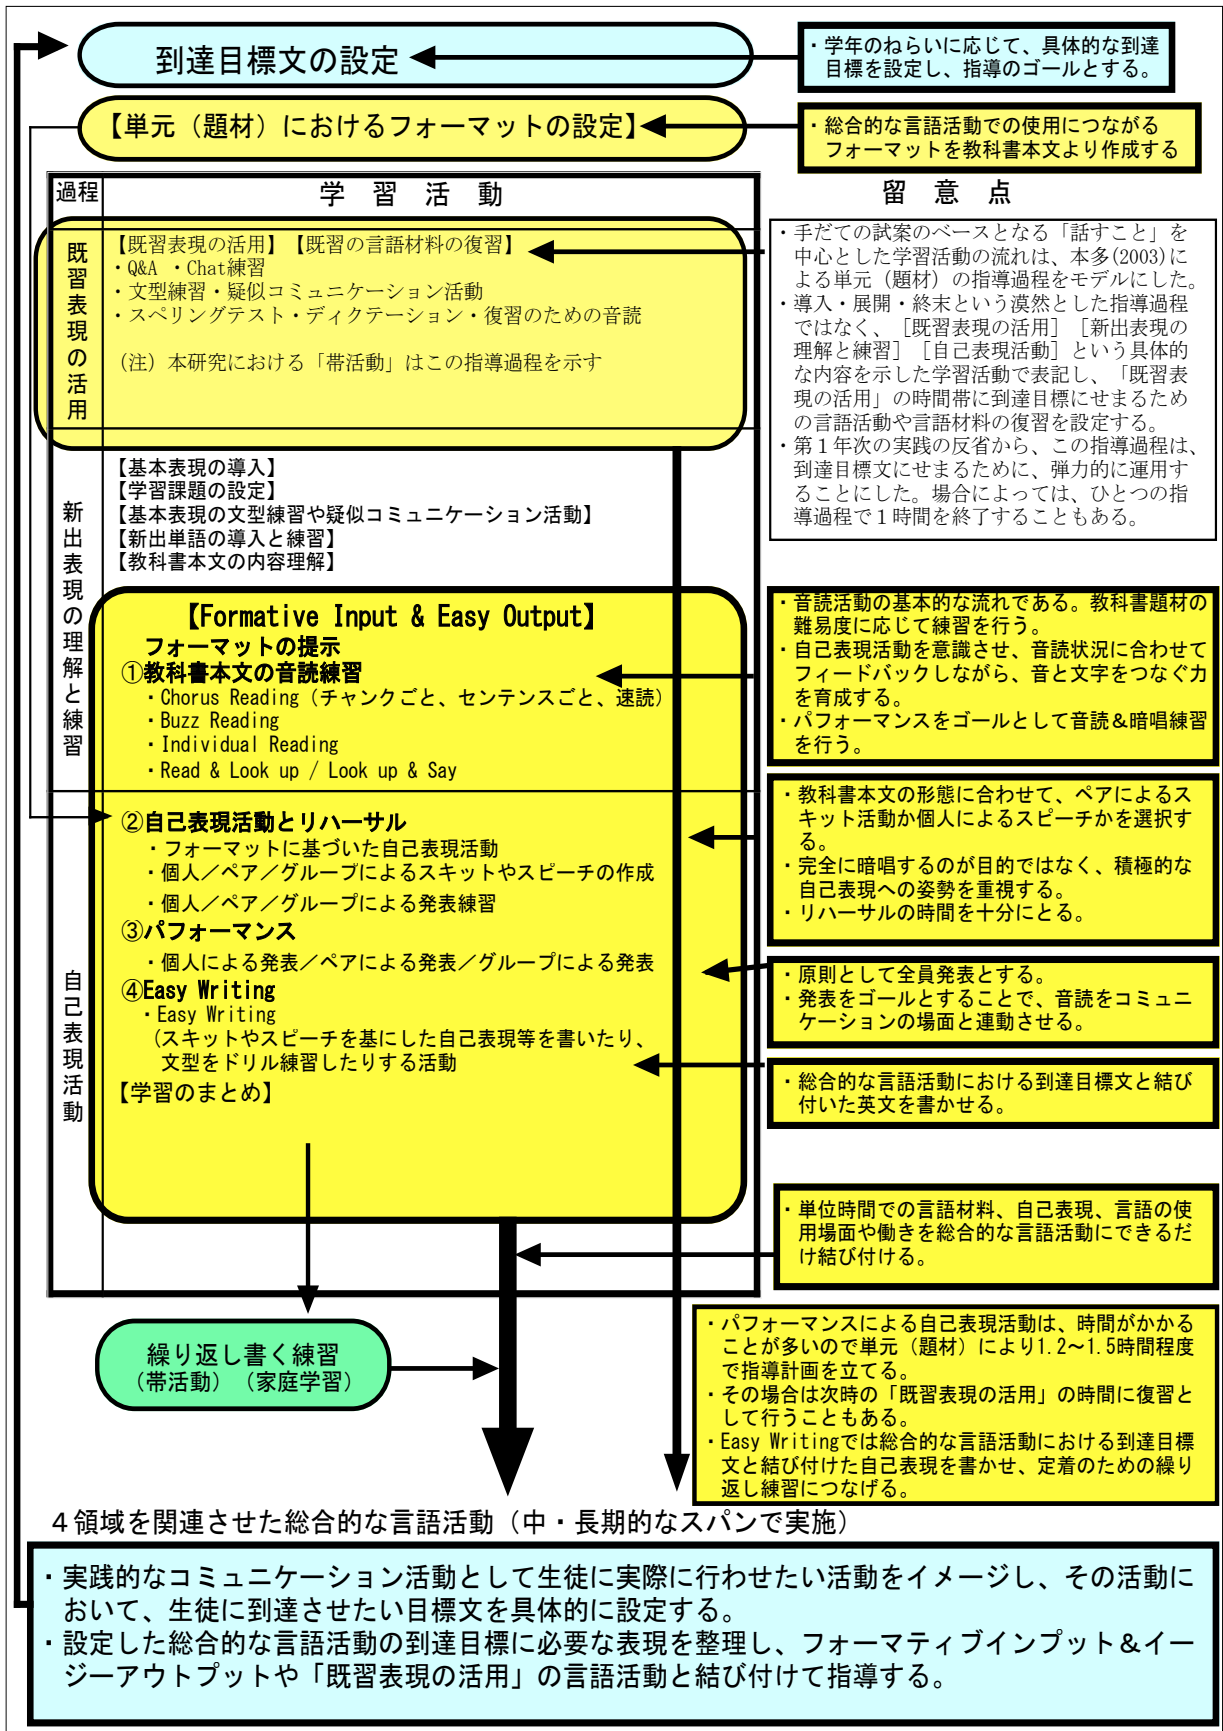 到達目標文の設定
・学年のねらいに応じて、具体的な到達
目標を設定し、指導のゴールとする。
【単元（題材）におけるフォーマットの設定】
・総合的な言語活動での使用につながる
フォーマットを教科書本文より作成する
過程
学習活動
留意点
既習表現の活用
【既習表現の活用】【既習の言語材料の復習】
・Q&A ・Chat練習
・文型練習・疑似コミュニケーション活動
・スペリングテスト・ディクテーション・復習のための音読
（注）本研究における「帯活動」はこの指導過程を示す
・手だての試案のベースとなる「話すこと」を
中心とした学習活動の流れは、本多(2003)に
よる単元（題材）の指導過程をモデルにした。
・導入・展開・終末という漠然とした指導過程
ではなく、［既習表現の活用］［新出表現の
理解と練習］［自己表現活動］という具体的
な内容を示した学習活動で表記し、「既習表
現の活用」の時間帯に到達目標にせまるため
の言語活動や言語材料の復習を設定する。
・第１年次の実践の反省から、この指導過程は、
到達目標文にせまるために、弾力的に運用す
ることにした。場合によっては、ひとつの指
導過程で１時間を終了することもある。
新出表現の理解と練習
【基本表現の導入】
【学習課題の設定】
【基本表現の文型練習や疑似コミュニケーション活動】
【新出単語の導入と練習】
【教科書本文の内容理解】
【Formative Input & Easy Output】
フォーマットの提示
①教科書本文の音読練習
・Chorus Reading（チャンクごと、センテンスごと、速読）
・Buzz Reading
・Individual Reading
・Read & Look up / Look up & Say
・音読活動の基本的な流れである。教科書題材の
難易度に応じて練習を行う。
・自己表現活動を意識させ、音読状況に合わせて
フィードバックしながら、音と文字をつなぐ力
を育成する。
・パフォーマンスをゴールとして音読＆暗唱練習
を行う。
自己表現活動
②自己表現活動とリハーサル
・フォーマットに基づいた自己表現活動
・個人／ペア／グループによるスキットやスピーチの作成
・個人／ペア／グループによる発表練習
③パフォーマンス
・個人による発表／ペアによる発表／グループによる発表
④Easy Writing
・Easy Writing
（スキットやスピーチを基にした自己表現等を書いたり、
文型をドリル練習したりする活動
【学習のまとめ】
・教科書本文の形態に合わせて、ペアによるス
キット活動か個人によるスピーチかを選択す
る。
・完全に暗唱するのが目的ではなく、積極的な
自己表現への姿勢を重視する。
・リハーサルの時間を十分にとる。
・原則として全員発表とする。
・発表をゴールとすることで、音読をコミュニ
ケーションの場面と連動させる。
・総合的な言語活動における到達目標文と結び
付いた英文を書かせる。
・単位時間での言語材料、自己表現、言語の使
用場面や働きを総合的な言語活動にできるだ
け結び付ける。
繰り返し書く練習
（帯活動）（家庭学習）
・パフォーマンスによる自己表現活動は、時間がかかる
ことが多いので単元（題材）により1.2～1.5時間程度
で指導計画を立てる。
・その場合は次時の「既習表現の活用」の時間に復習と
して行うこともある。
・Easy Writingでは総合的な言語活動における到達目標
文と結び付けた自己表現を書かせ、定着のための繰り
返し練習につなげる。
４領域を関連させた総合的な言語活動（中・長期的なスパンで実施）
・実践的なコミュニケーション活動として生徒に実際に行わせたい活動をイメージし、その活動に
おいて、生徒に到達させたい目標文を具体的に設定する。
・設定した総合的な言語活動の到達目標に必要な表現を整理し、フォーマティブインプット＆イー
ジーアウトプットや「既習表現の活用」の言語活動と結び付けて指導する。